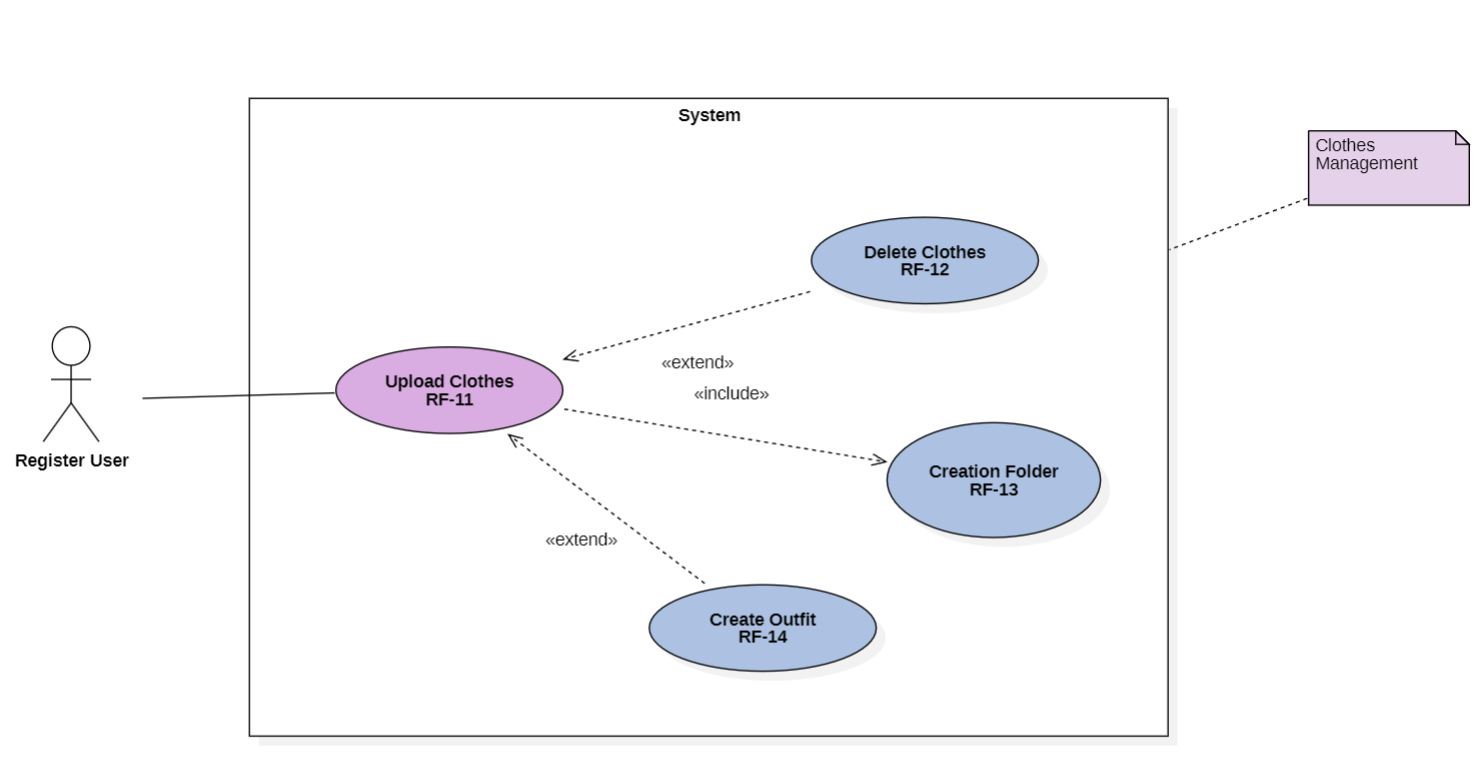 System
Clothes
Management
Delete Clothes
RF-12
«extend»
Upload Clothes
RF-11
«include»
Register User
Creation Folder
RF-13
«extend»
Create Outfit
RF-14